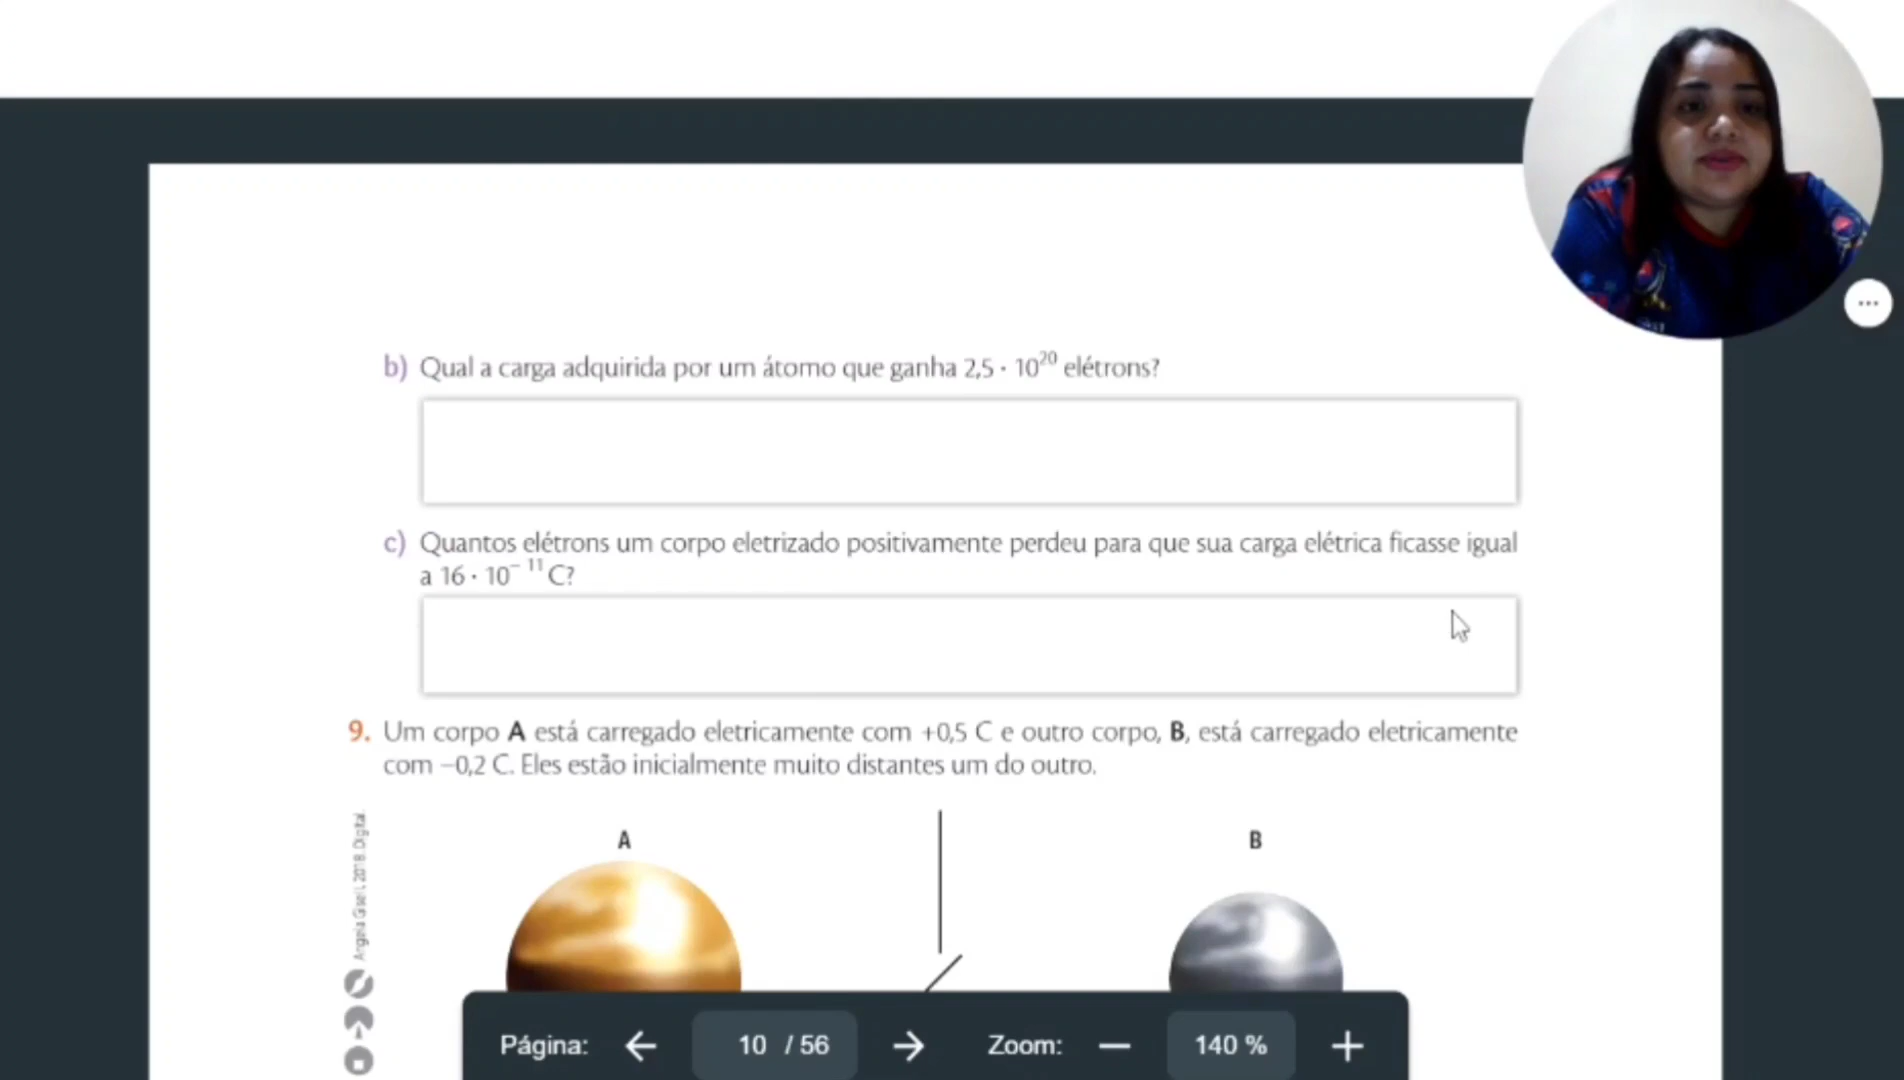 b) Qual a carga adquirida por um átomo que ganha 2,5 · 10²⁰ elétrons?
c) Quantos elétrons um corpo eletrizado positivamente perdeu para que sua carga elétrica ficasse igual
a 16 · 10⁻¹¹ C?
9. Um corpo A está carregado eletricamente com +0,5 C e outro corpo, B, está carregado eletricamente
com −0,2 C. Eles estão inicialmente muito distantes um do outro.
A
B
2018. Digital.
Página: 10 / 56 Zoom: 140 %